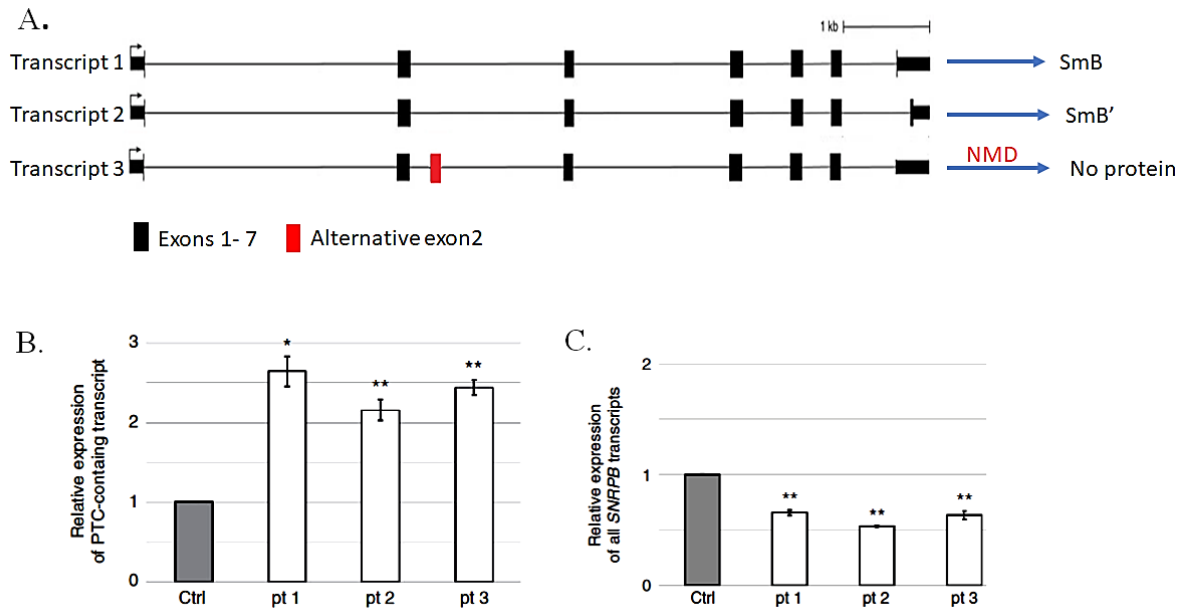 A.
1 kb
Transcript 1
SmB
Transcript 2
SmB’
Transcript 3
NMD
No protein
Exons 1- 7
Alternative exon2
B.
Relative expression
of PTC-containg transcript
3
2
1
0
*
**
**
Ctrl
pt 1
pt 2
pt 3
C.
Relative expression
of all SNRPB transcripts
2
1
0
**
**
**
Ctrl
pt 1
pt 2
pt 3